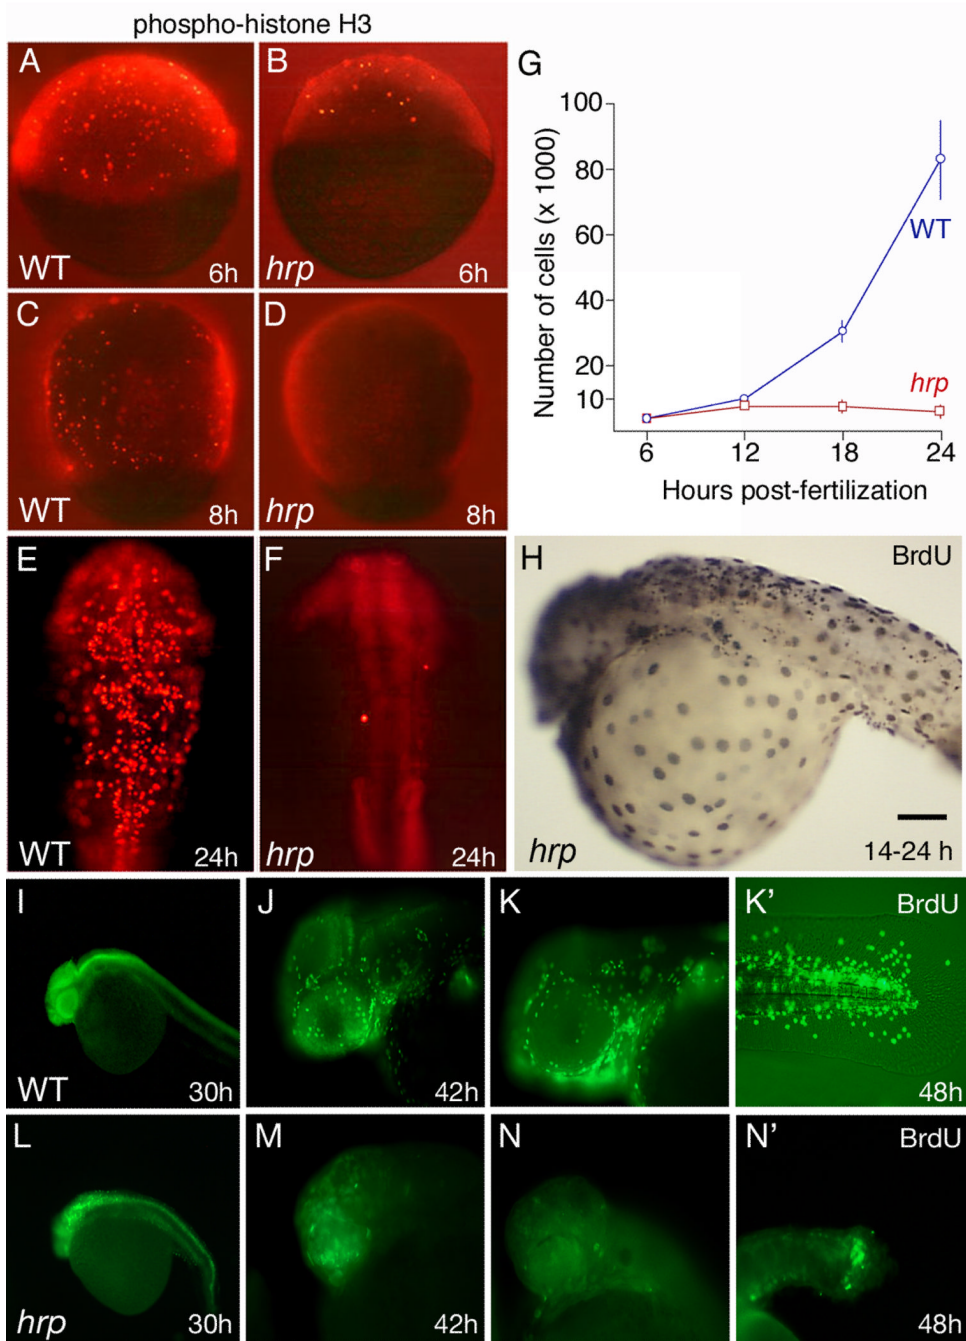 phospho-histone H3
A
WT
6h
B
hrp
6h
C
WT
8h
D
hrp
8h
E
WT
24h
F
hrp
24h
G
Number of cells (x 1000)
100
80
60
40
20
10
WT
hrp
6 12 18 24
Hours post-fertilization
H
BrdU
hrp
14-24 h
I
WT
30h
J
42h
K
K’
BrdU
48h
L
hrp
30h
M
42h
N
N’
BrdU
48h